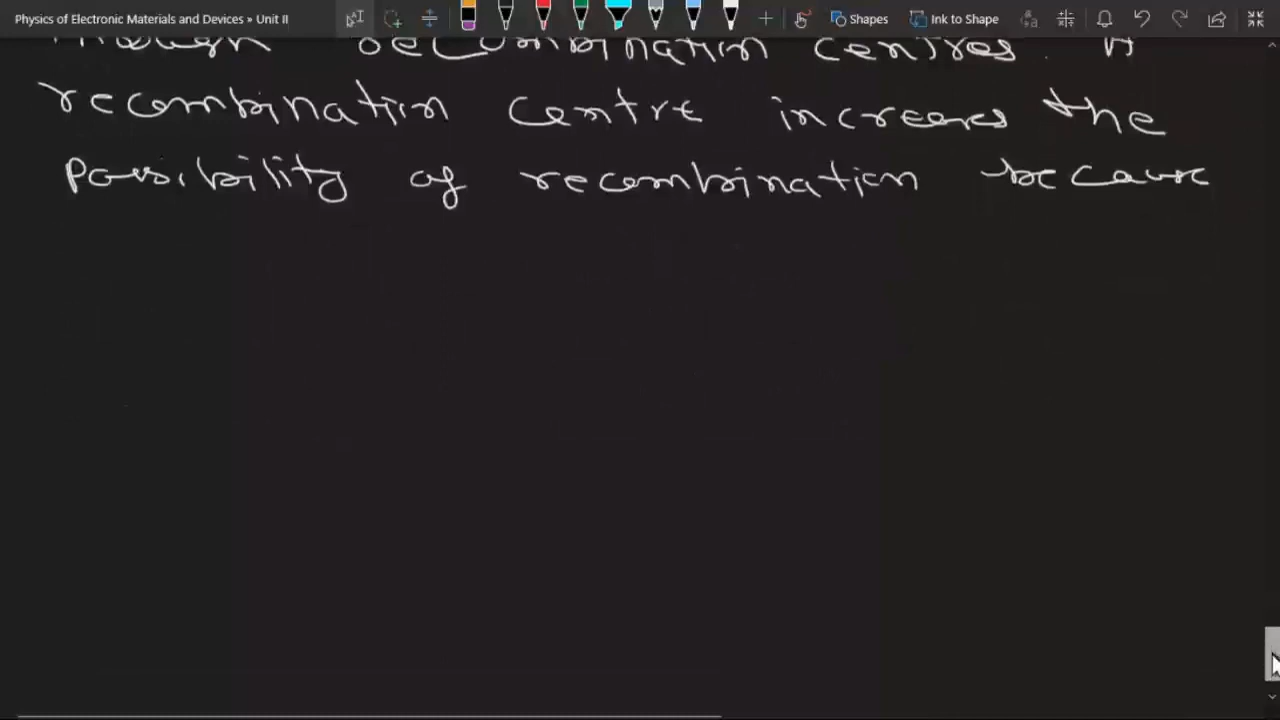 Physics of Electronic Materials and Devices » Unit II
Shapes
Ink to Shape
Through recombination centres. A
recombination centre increases the
possibility of recombination because